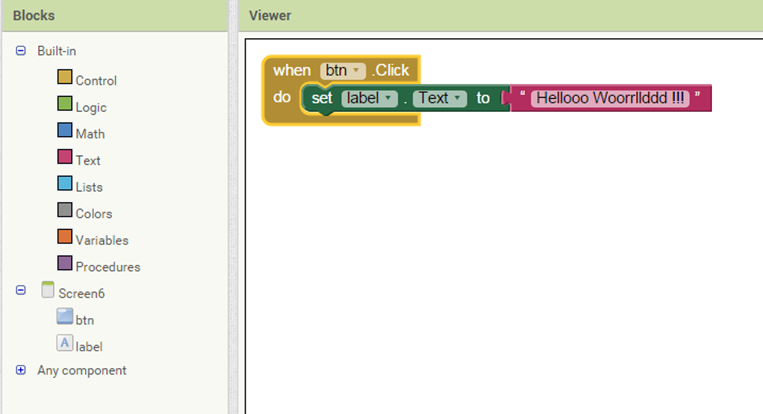 Blocks
Viewer
Built-in
Control
Logic
Math
Text
Lists
Colors
Variables
Procedures
Screen6
btn
A label
Any component
when btn .Click
do set label . Text to “ Hellooo Woorrllddd !!! ”